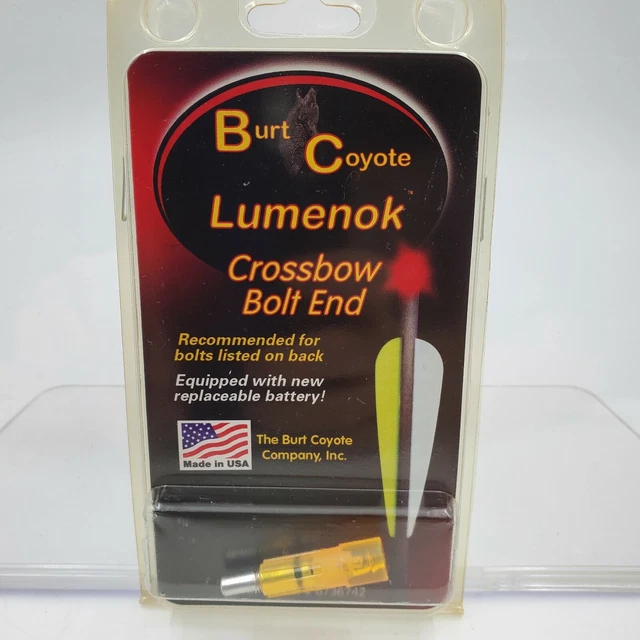 Burt
Coyote
Lumenok
Crossbow
Bolt End
Recommended for
bolts listed on back
Equipped with new
replaceable battery!
Made in USA
The Burt Coyote
Company, Inc.